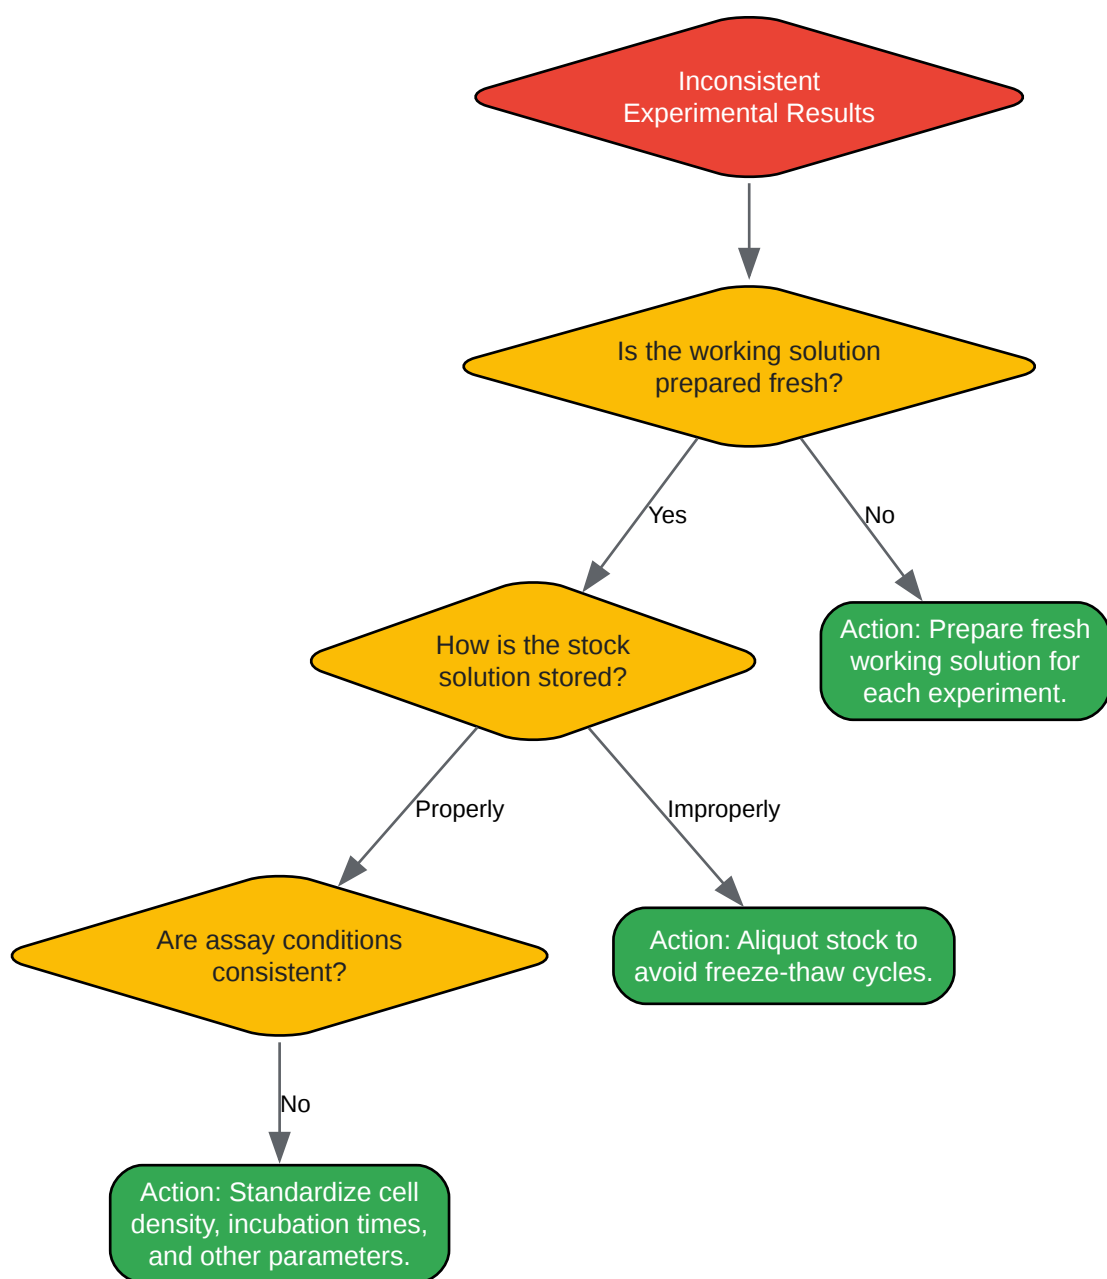 Inconsistent
Experimental Results
Is the working solution
prepared fresh?
Yes
No
How is the stock
solution stored?
Action: Prepare fresh
working solution for
each experiment.
Properly
Improperly
Are assay conditions
consistent?
Action: Aliquot stock to
avoid freeze-thaw cycles.
No
Action: Standardize cell
density, incubation times,
and other parameters.